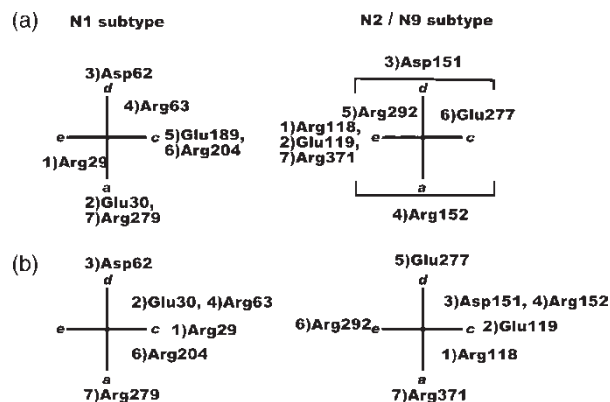 (a)
N1 subtype
N2 / N9 subtype
3)Asp62
d
4)Arg63
e
c
5)Glu189,
6)Arg204
1)Arg29
a
2)Glu30,
7)Arg279
3)Asp151
d
5)Arg292
6)Glu277
1)Arg118,
e
c
2)Glu119,
7)Arg371
a
4)Arg152
(b)
3)Asp62
d
2)Glu30, 4)Arg63
e
c
1)Arg29
6)Arg204
a
7)Arg279
5)Glu277
d
3)Asp151, 4)Arg152
6)Arg292
e
c
2)Glu119
1)Arg118
a
7)Arg371